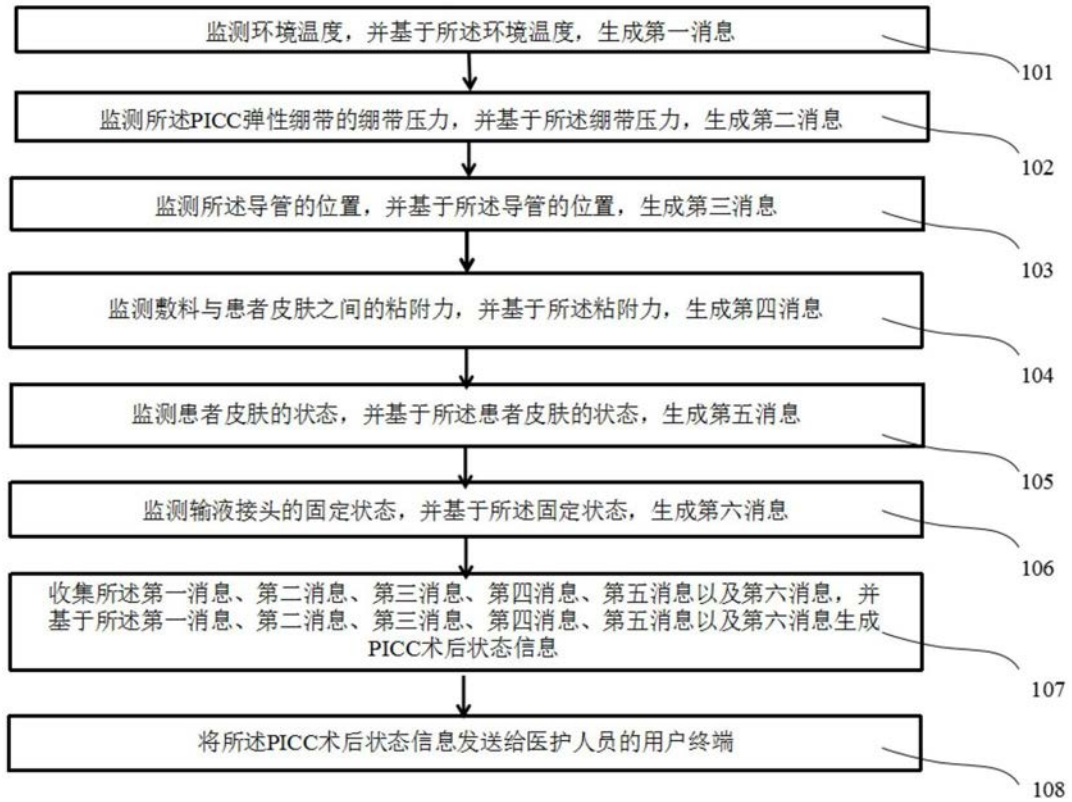 监测环境温度，并基于所述环境温度，生成第一消息
101
监测所述PICC弹性绷带的绷带压力，并基于所述绷带压力，生成第二消息
102
监测所述导管的位置，并基于所述导管的位置，生成第三消息
103
监测敷料与患者皮肤之间的粘附力，并基于所述粘附力，生成第四消息
104
监测患者皮肤的状态，并基于所述患者皮肤的状态，生成第五消息
105
监测输液接头的固定状态，并基于所述固定状态，生成第六消息
106
收集所述第一消息、第二消息、第三消息、第四消息、第五消息以及第六消息，并
基于所述第一消息、第二消息、第三消息、第四消息、第五消息以及第六消息生成
PICC术后状态信息
107
将所述PICC术后状态信息发送给医护人员的用户终端
108